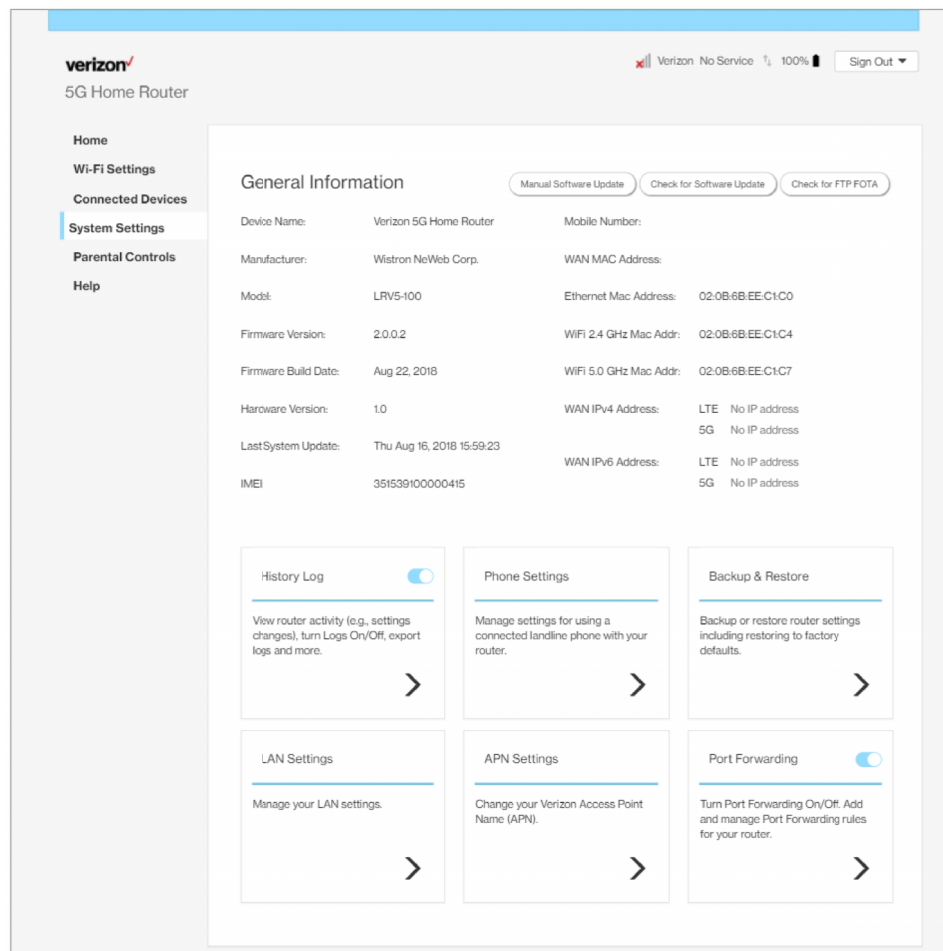 verizon✓
Verizon No Service 100% Sign Out
5G Home Router
Home
Wi-Fi Settings
Connected Devices
System Settings
Parental Controls
Help
General Information
Manual Software Update
Check for Software Update
Check for FTP FOTA
Device Name: Verizon 5G Home Router
Manufacturer: Wistron NeWeb Corp.
Model: LRV5-100
Firmware Version: 2.0.0.2
Firmware Build Date: Aug 22, 2018
Hardware Version: 1.0
Last System Update: Thu Aug 16, 2018 15:59:23
IMEI 351539100000415
Mobile Number:
WAN MAC Address:
Ethernet Mac Address: 02:0B:6B:EE:C1:C0
WiFi 2.4 GHz Mac Addr: 02:0B:6B:EE:C1:C4
WiFi 5.0 GHz Mac Addr: 02:0B:6B:EE:C1:C7
WAN IPv4 Address: LTE No IP address
5G No IP address
WAN IPv6 Address: LTE No IP address
5G No IP address
History Log
View router activity (e.g., settings
changes), turn Logs On/Off, export
logs and more.
Phone Settings
Manage settings for using a
connected landline phone with your
router.
Backup & Restore
Backup or restore router settings
including restoring to factory
defaults.
LAN Settings
Manage your LAN settings.
APN Settings
Change your Verizon Access Point
Name (APN).
Port Forwarding
Turn Port Forwarding On/Off. Add
and manage Port Forwarding rules
for your router.